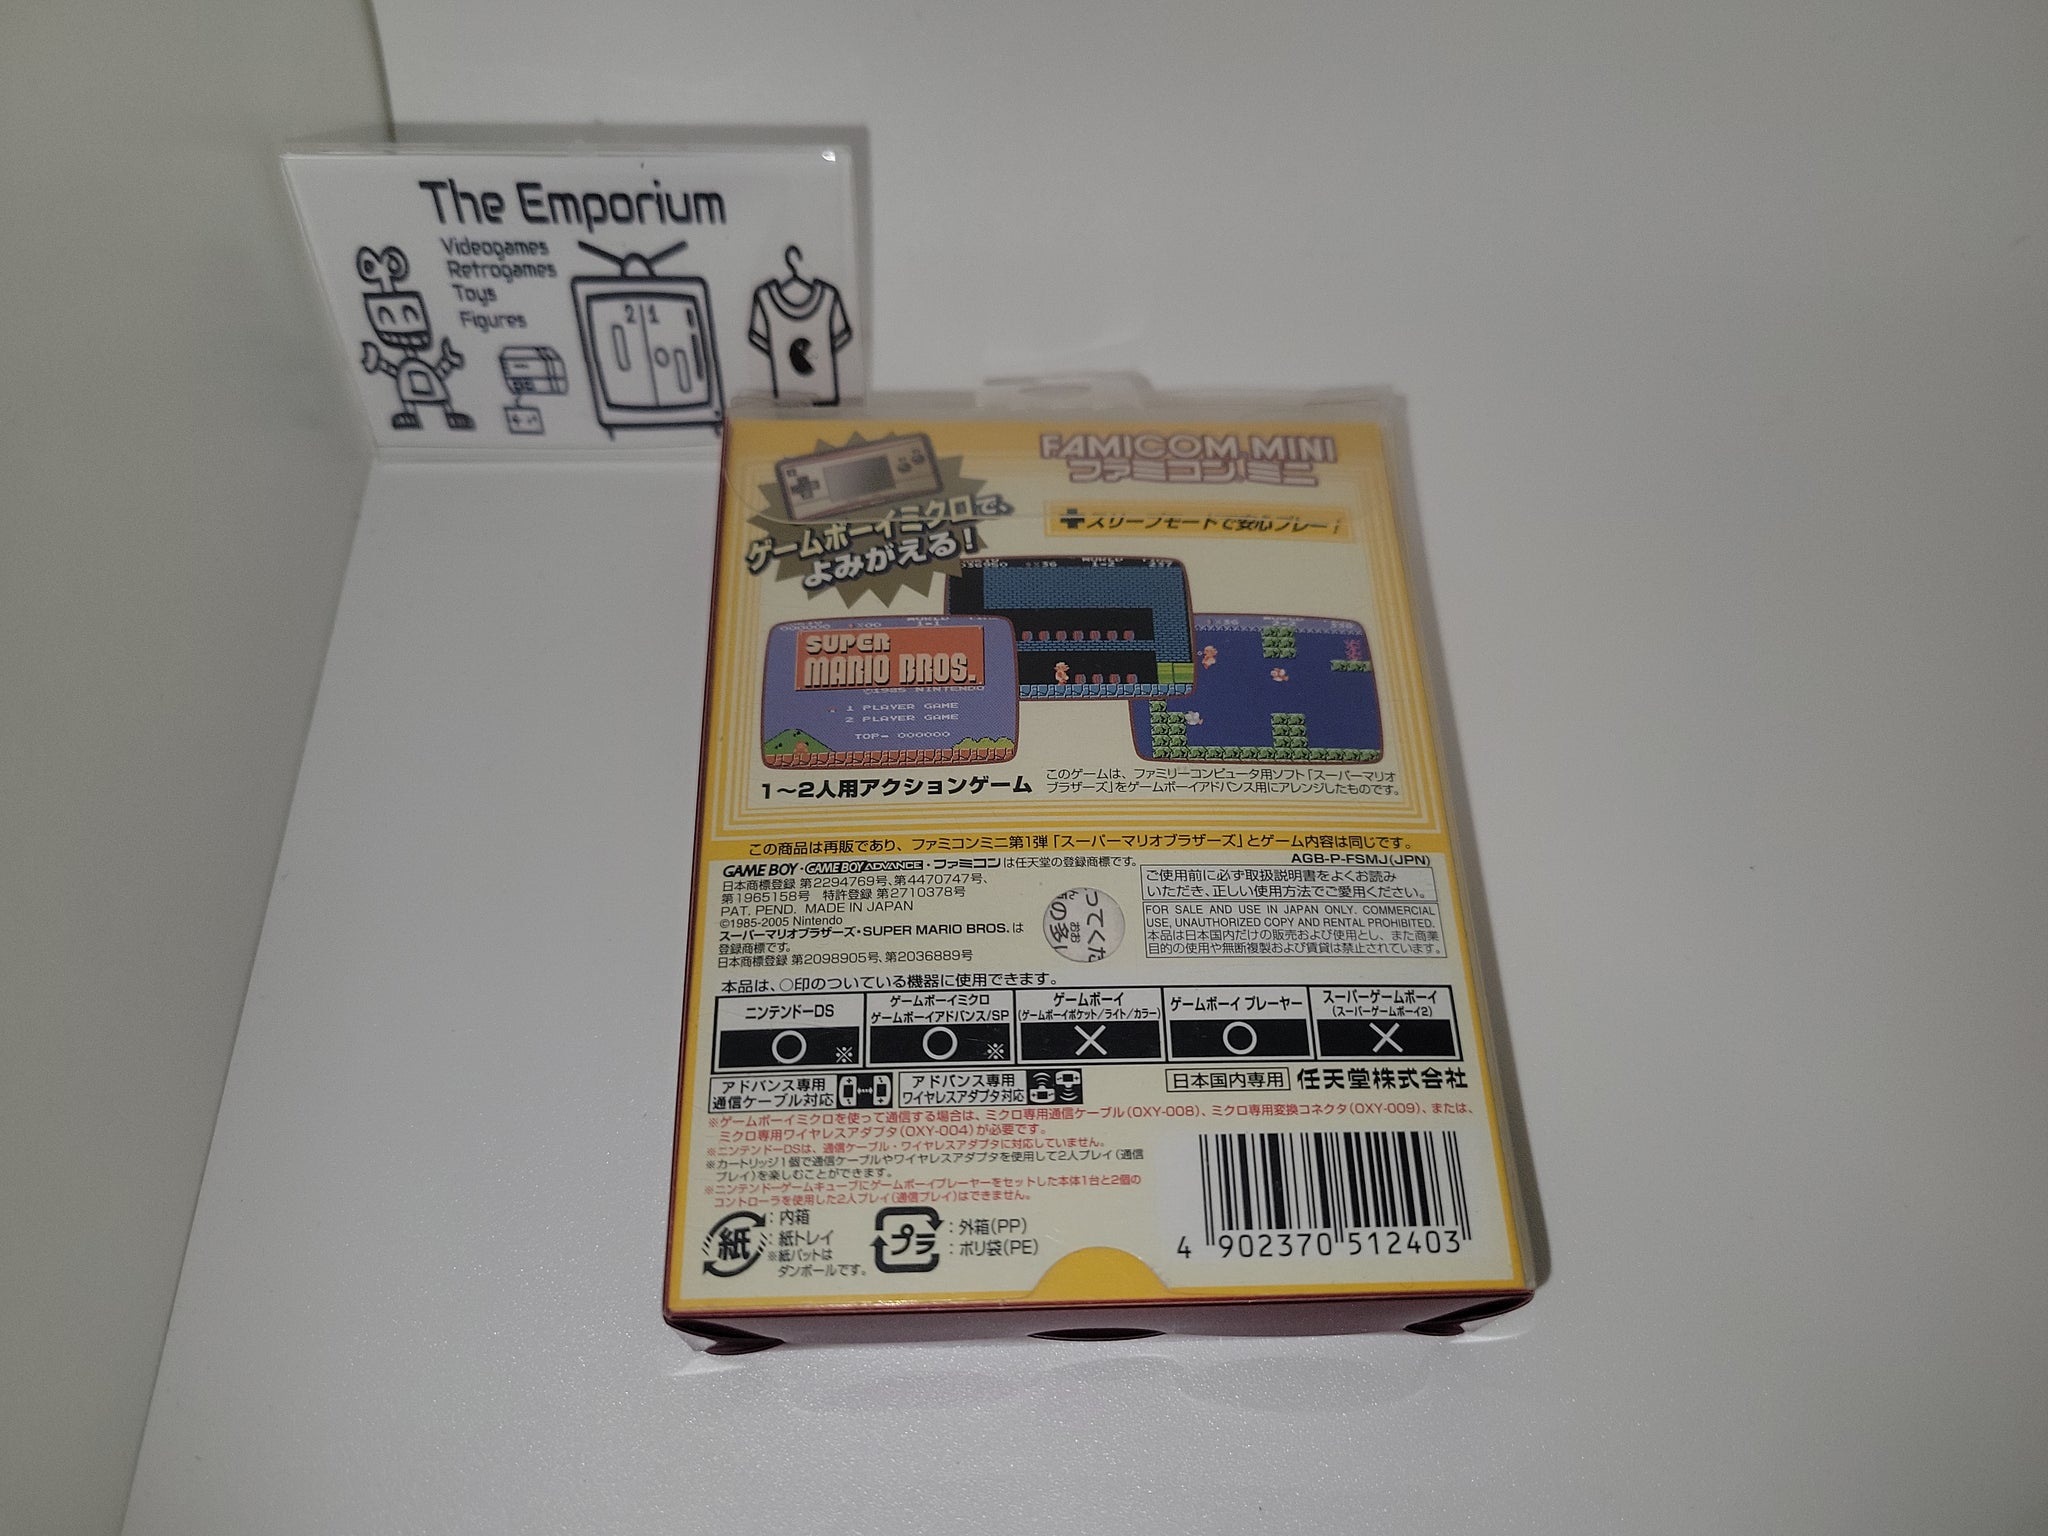 The Emporium
Videogames
Retrogames
Toys
Figures
2 1
FAMICOM MINI
ファミコンミニ
ゲームボーイミクロで、
よみがえる!
スリープモードで安心プレー!
WORLD
×36 1-2 237
WORLD
000000 ×00 1-1
SUPER
MARIO BROS.
©1985 NINTENDO
1 PLAYER GAME
2 PLAYER GAME
TOP- 000000
×36 2-2
1〜2人用アクションゲーム
このゲームは、ファミリーコンピュータ用ソフト「スーパーマリオ
ブラザーズ」をゲームボーイアドバンス用にアレンジしたものです。
この商品は再販であり、ファミコンミニ第1弾「スーパーマリオブラザーズ」とゲーム内容は同じです。
AGB-P-FSMJ(JPN)
GAME BOY・GAME BOY ADVANCE・ファミコンは任天堂の登録商標です。
日本商標登録 第2294769号、第4470747号、
第1965158号 特許登録 第2710378号
PAT. PEND. MADE IN JAPAN
©1985-2005 Nintendo
スーパーマリオブラザーズ・SUPER MARIO BROS.は
登録商標です。
日本商標登録 第2098905号、第2036889号
ってくだ
おお
の多い
ご使用前に必ず取扱説明書をよくお読み
いただき、正しい使用方法でご愛用ください。
FOR SALE AND USE IN JAPAN ONLY. COMMERCIAL
USE, UNAUTHORIZED COPY AND RENTAL PROHIBITED.
本品は日本国内だけの販売および使用とし、また商業
目的の使用や無断複製および賃貸は禁止されています。
本品は、○印のついている機器に使用できます。
ニンテンドーDS
○ ※
ゲームボーイミクロ
ゲームボーイアドバンス/SP
○ ※
ゲームボーイ
(ゲームボーイポケット/ライト/カラー)
×
ゲームボーイ プレーヤー
○
スーパーゲームボーイ
(スーパーゲームボーイ2)
×
アドバンス専用
通信ケーブル対応
アドバンス専用
ワイヤレスアダプタ対応
日本国内専用 任天堂株式会社
※ゲームボーイミクロを使って通信する場合は、ミクロ専用通信ケーブル(OXY-008)、ミクロ専用変換コネクタ(OXY-009)、または、
ミクロ専用ワイヤレスアダプタ(OXY-004)が必要です。
※ニンテンドーDSは、通信ケーブル・ワイヤレスアダプタに対応していません。
※カートリッジ1個で通信ケーブルやワイヤレスアダプタを使用して2人プレイ(通信
プレイ)を楽しむことができます。
※ニンテンドーゲームキューブにゲームボーイプレーヤーをセットした本体1台と2個の
コントローラを使用した2人プレイ(通信プレイ)はできません。
紙
:内箱
:紙トレイ
※紙パットは
ダンボールです。
プラ
:外箱(PP)
:ポリ袋(PE)
4 902370 512403